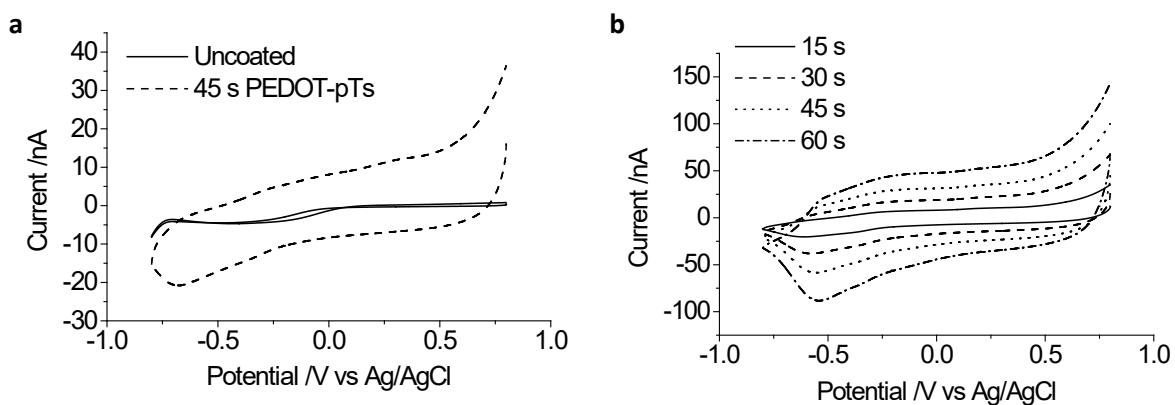 a
Uncoated
45 s PEDOT-pTs
40
30
20
10
0
-10
-20
-30
Current /nA
-1.0 -0.5 0.0 0.5 1.0
Potential /V vs Ag/AgCl
b
15 s
30 s
45 s
60 s
150
100
50
0
-50
-100
Current /nA
-1.0 -0.5 0.0 0.5 1.0
Potential /V vs Ag/AgCl